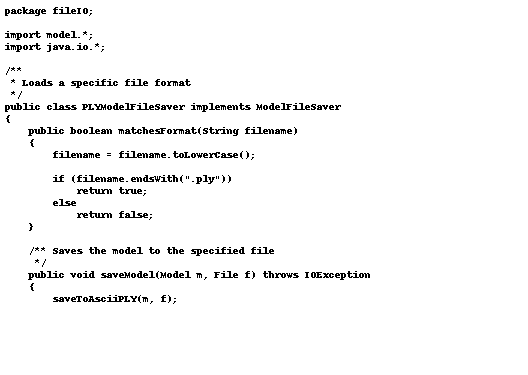 package fileIO;
import model.*;
import java.io.*;
/**
 * Loads a specific file format
 */
public class PLYModelFileSaver implements ModelFileSaver
{
    public boolean matchesFormat(String filename)
    {
        filename = filename.toLowerCase();
        if (filename.endsWith(".ply"))
            return true;
        else
            return false;
    }
    /** Saves the model to the specified file
     */
    public void saveModel(Model m, File f) throws IOException
    {
        saveToAsciiPLY(m, f);